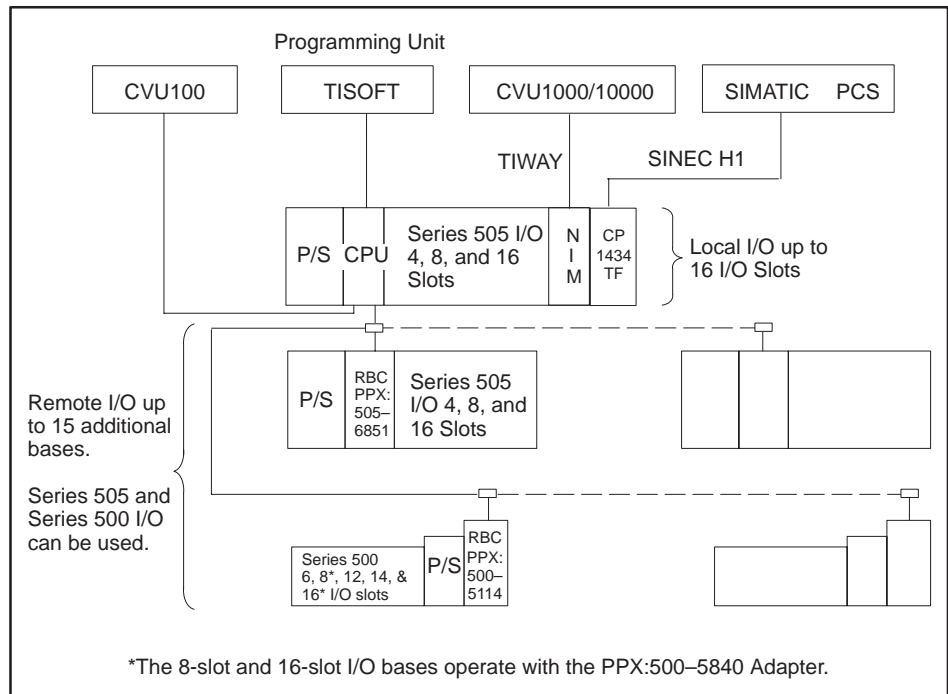 Programming Unit
CVU100
TISOFT
CVU1000/10000
SIMATIC PCS
TIWAY
SINEC H1
P/S
CPU
Series 505 I/O
4, 8, and 16
Slots
N
I
M
CP
1434
TF
Local I/O up to
16 I/O Slots
Remote I/O up
to 15 additional
bases.
Series 505 and
Series 500 I/O
can be used.
P/S
RBC
PPX:
505–
6851
Series 505
I/O 4, 8, and
16 Slots
Series 500
6, 8*, 12, 14, &
16* I/O slots
P/S
RBC
PPX:
500–
5114
*The 8-slot and 16-slot I/O bases operate with the PPX:500–5840 Adapter.